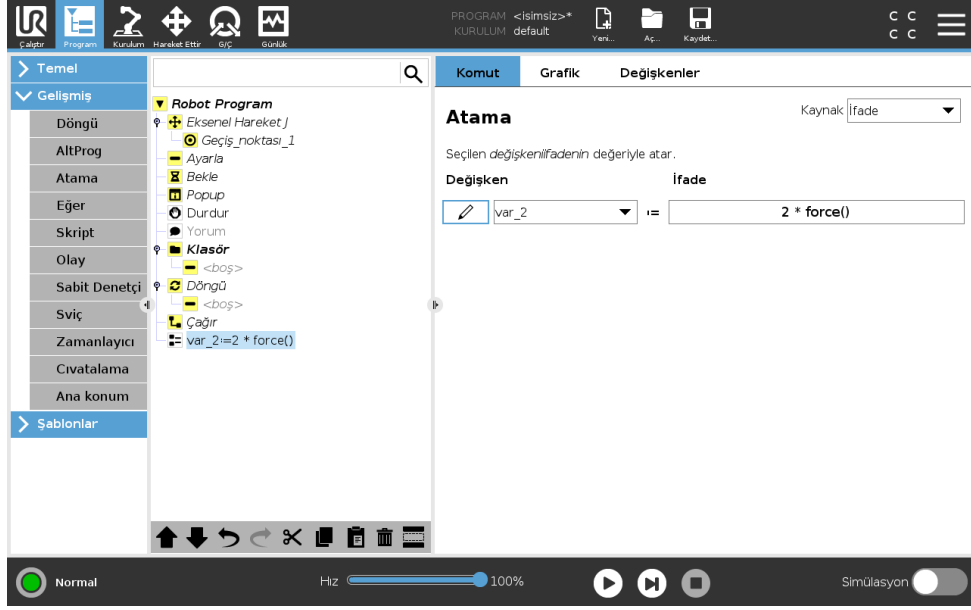 UR
Çalıştır
Program
Kurulum
Hareket Ettir
G/Ç
Günlük
PROGRAM <isimsiz>*
KURULUM default
Yeni...
Aç...
Kaydet...
C C
C C
Temel
Gelişmiş
Döngü
AltProg
Atama
Eğer
Skript
Olay
Sabit Denetçi
Sviç
Zamanlayıcı
Cıvatalama
Ana konum
Şablonlar
Robot Program
Eksenel Hareket J
Geçiş_noktası_1
Ayarla
Bekle
Popup
Durdur
Yorum
Klasör
<boş>
Döngü
<boş>
Çağır
var_2:=2 * force()
Komut
Grafik
Değişkenler
Atama
Kaynak İfade
Seçilen değişkeniifadenin değeriyle atar.
Değişken İfade
var_2 := 2 * force()
Normal
Hız 100%
Simülasyon